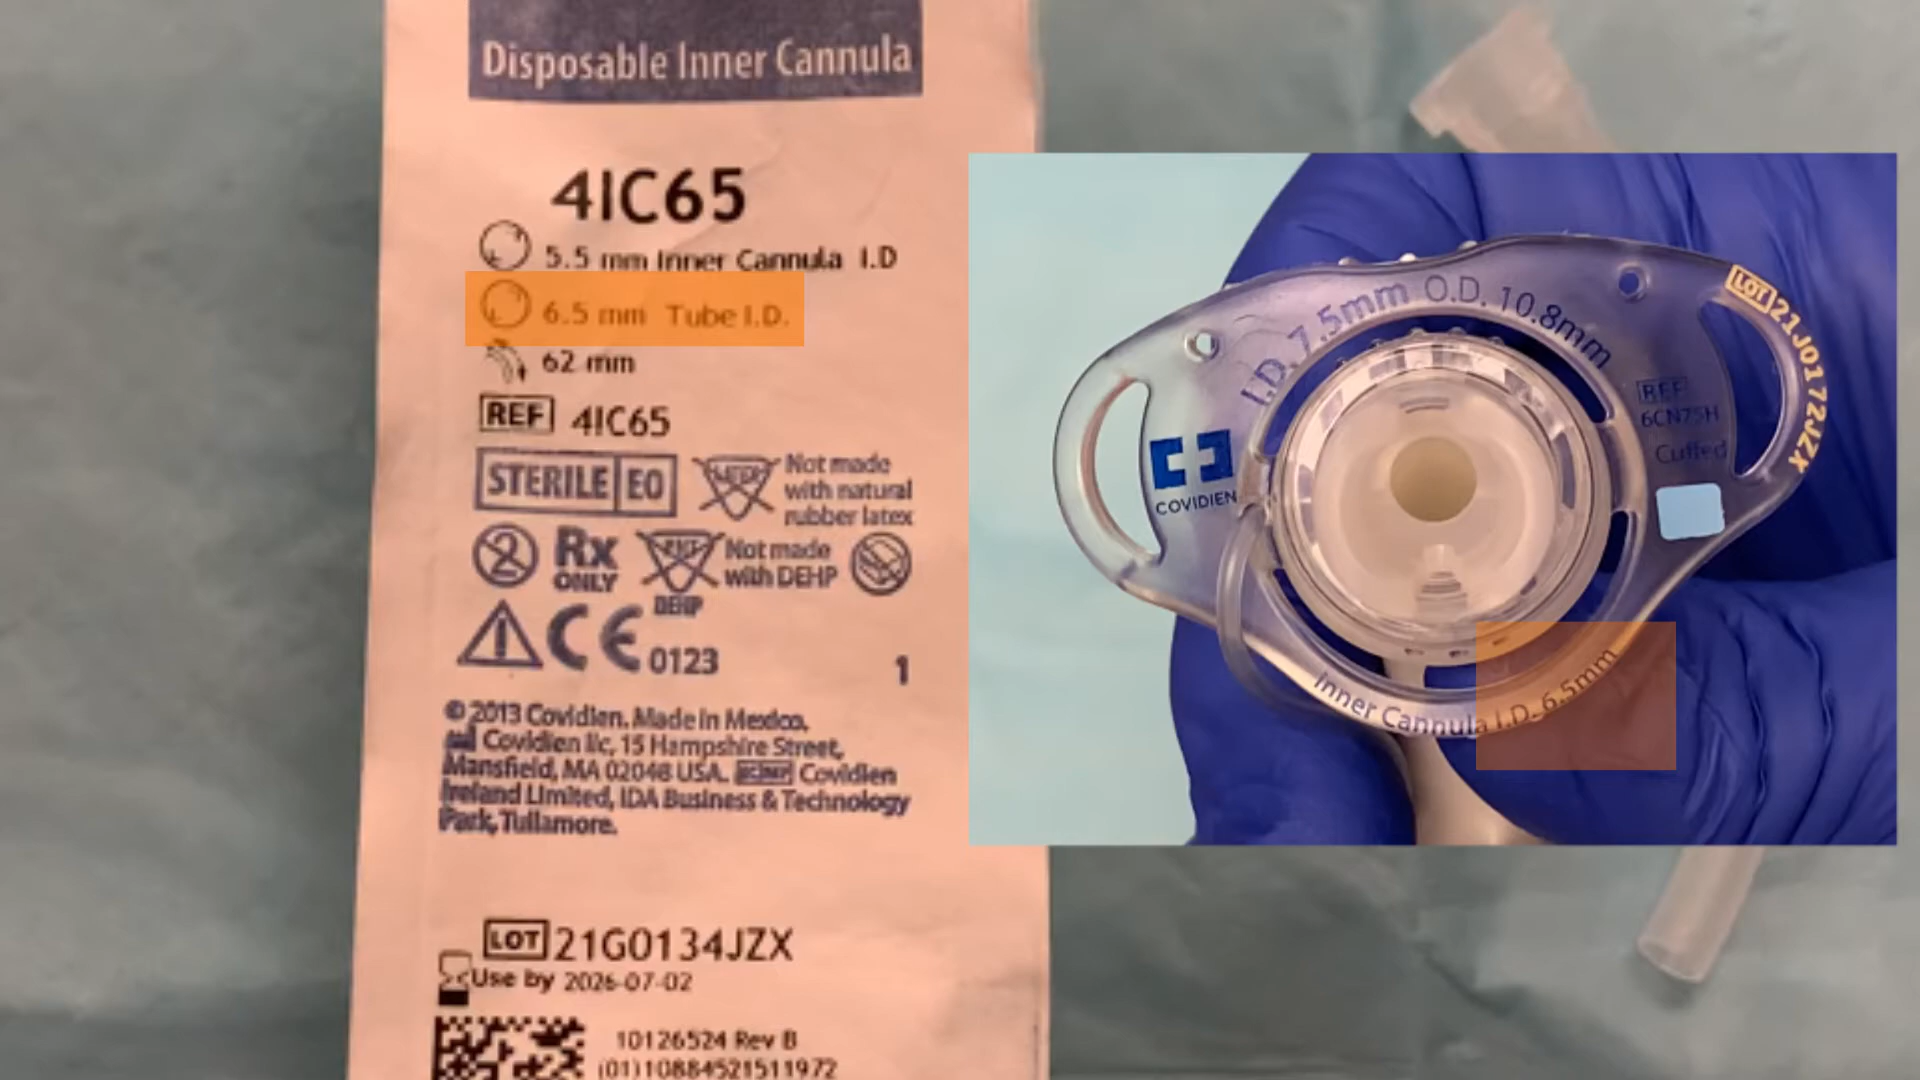 Disposable Inner Cannula
4IC65
5.5 mm Inner Cannula I.D
6.5 mm Tube I.D.
62 mm
REF 4IC65
STERILE EO
LATEX
Not made
with natural
rubber latex
2
Rx
ONLY
DEHP
Not made
with DEHP
CE 0123
1
© 2013 Covidien. Made in Mexico.
Covidien llc, 15 Hampshire Street,
Mansfield, MA 02048 USA. EC REP Covidien
Ireland Limited, IDA Business & Technology
Park, Tullamore.
LOT 21G0134JZX
Use by 2026-07-02
10126524 Rev B
(01)10884521511972
I.D. 7.5mm O.D. 10.8mm
LOT 21J0172JZX
REF
6CN75H
Cuffed
COVIDIEN
Inner Cannula I.D. 6.5mm